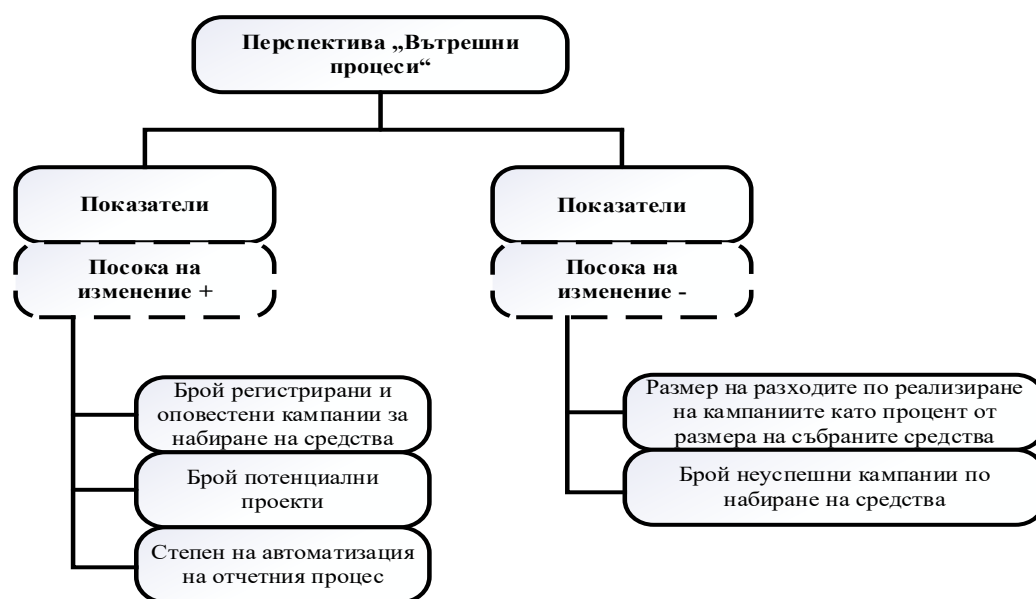 Перспектива „Вътрешни
процеси“
Показатели
Посока на
изменение +
Брой регистрирани и
оповестени кампании за
набиране на средства
Брой потенциални
проекти
Степен на автоматизация
на отчетния процес
Показатели
Посока на
изменение -
Размер на разходите по реализиране
на кампаниите като процент от
размера на събраните средства
Брой неуспешни кампании по
набиране на средства